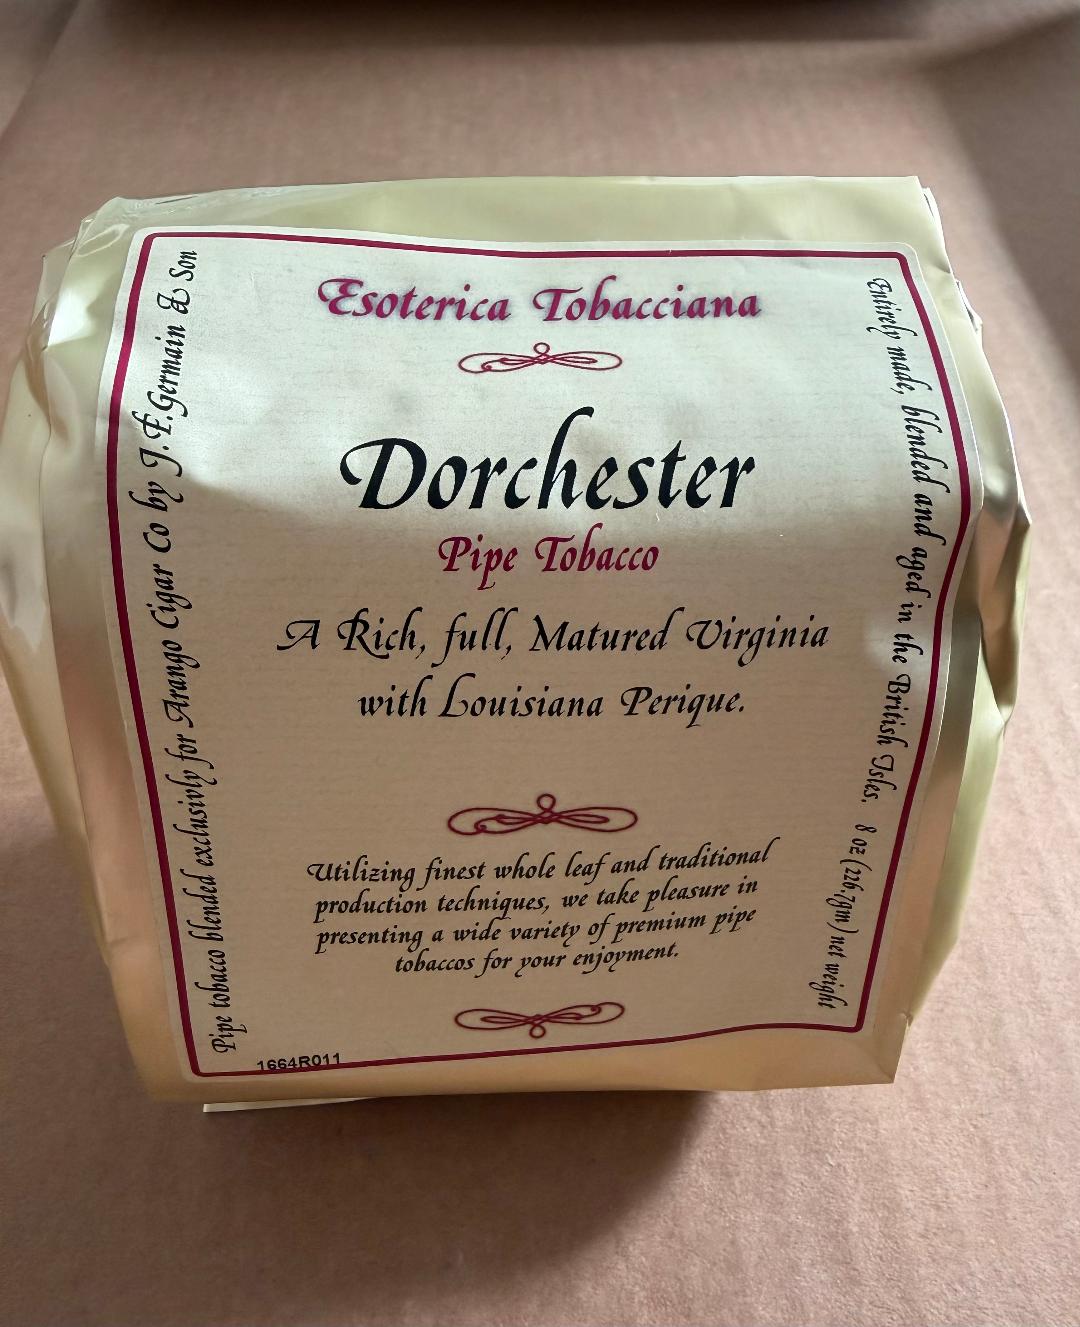 Esoterica Tobacciana
Dorchester
Pipe Tobacco
A Rich, full, Matured Virginia
with Louisiana Perique.
Utilizing finest whole leaf and traditional
production techniques, we take pleasure in
presenting a wide variety of premium pipe
tobaccos for your enjoyment.
Pipe tobacco blended exclusivly for Arango Cigar Co by J.F.Germain & Son
Entirely made, blended and aged in the British Isles. 8 oz (226,7gm) net weight
1664R011